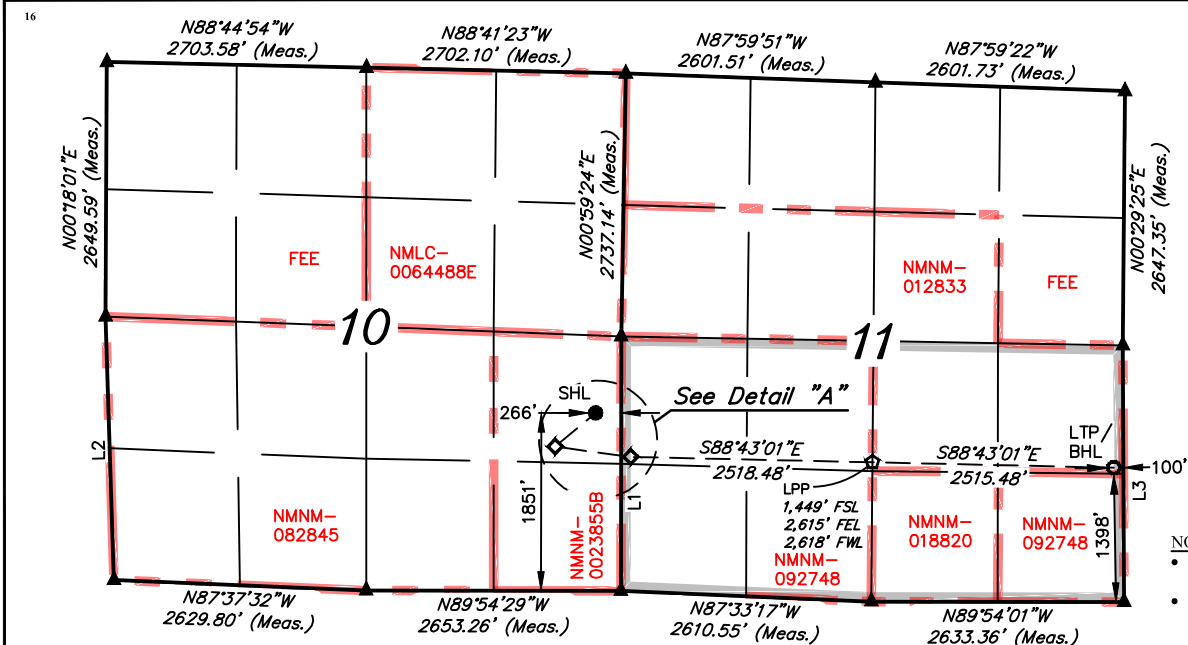 16
N88°44'54"W
2703.58' (Meas.)
N88°41'23"W
2702.10' (Meas.)
N87°59'51"W
2601.51' (Meas.)
N87°59'22"W
2601.73' (Meas.)
N00°18'01"E
2649.59' (Meas.)
N00°59'24"E
2737.14' (Meas.)
N00°29'25"E
2647.35' (Meas.)
FEE
NMLC-
0064488E
NMNM-
012833
FEE
10
11
SHL
See Detail "A"
266'
L2
S88°43'01"E
2518.48'
S88°43'01"E
2515.48'
LTP/
BHL
100'
L1
L3
LPP
1,449' FSL
2,615' FEL
2,618' FWL
1851'
1398'
NMNM-
082845
NMNM-
0023855B
NMNM-
092748
NMNM-
018820
NMNM-
092748
N87°37'32"W
2629.80' (Meas.)
N89°54'29"W
2653.26' (Meas.)
N87°33'17"W
2610.55' (Meas.)
N89°54'01"W
2633.36' (Meas.)